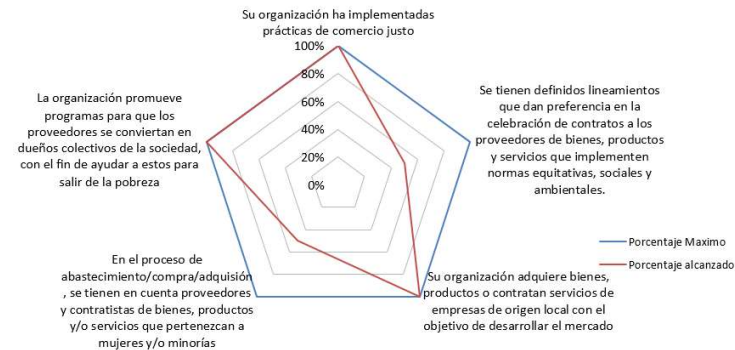 Su organización ha implementadas
prácticas de comercio justo
100%
80%
60%
40%
20%
0%
Se tienen definidos lineamientos
que dan preferencia en la
celebración de contratos a los
proveedores de bienes, productos
y servicios que implementen
normas equitativas, sociales y
ambientales.
Su organización adquiere bienes,
productos o contratan servicios de
empresas de origen local con el
objetivo de desarrollar el mercado
En el proceso de
abastecimiento/compra/adquisión
, se tienen en cuenta proveedores
y contratistas de bienes, productos
y/o servicios que pertenezcan a
mujeres y/o minorías
La organización promueve
programas para que los
proveedores se conviertan en
dueños colectivos de la sociedad,
con el fin de ayudar a estos para
salir de la pobreza
Porcentaje Maximo
Porcentaje alcanzado